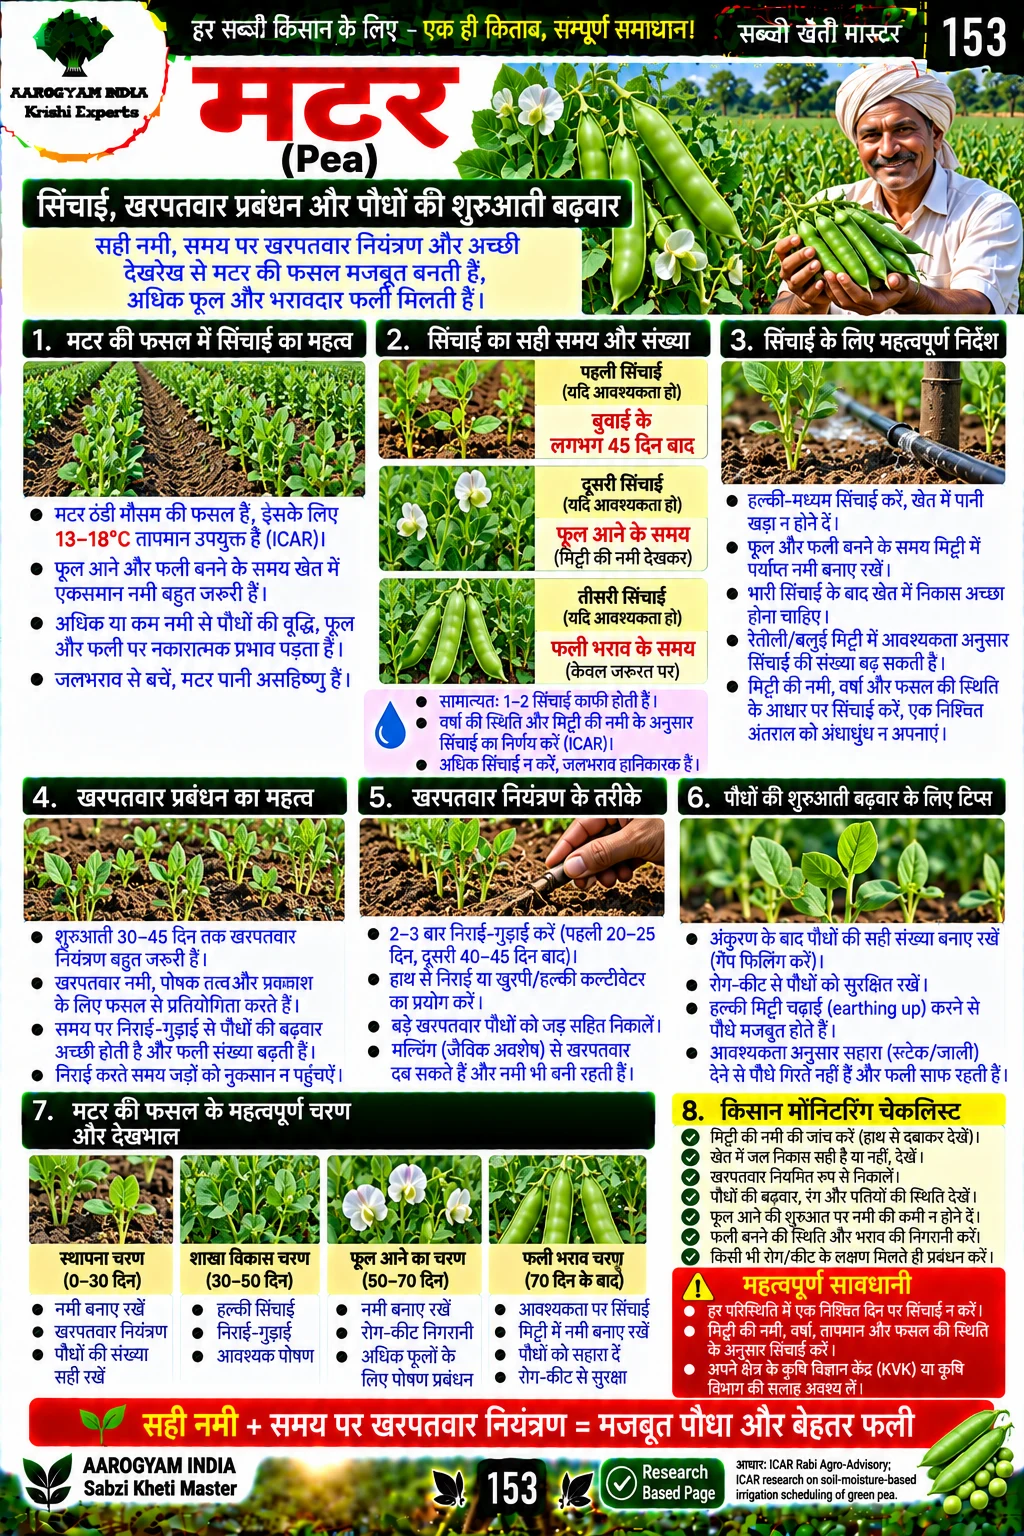 AAROGYAM INDIA
Krishi Experts
हर सब्जी किसान के लिए – एक ही किताब, सम्पूर्ण समाधान!
सब्जी खेती मास्टर
153
मटर
(Pea)
सिंचाई, खरपतवार प्रबंधन और पौधों की शुरुआती बढ़वार
सही नमी, समय पर खरपतवार नियंत्रण और अच्छी
देखरेख से मटर की फसल मजबूत बनती हैं,
अधिक फूल और भरावदार फली मिलती हैं।
1. मटर की फसल में सिंचाई का महत्व
● मटर ठंडी मौसम की फसल हैं, इसके लिए
13–18°C तापमान उपयुक्त हैं (ICAR)।
● फूल आने और फली बनने के समय खेत में
एकसमान नमी बहुत जरूरी हैं।
● अधिक या कम नमी से पौधों की वृद्धि, फूल
और फली पर नकारात्मक प्रभाव पड़ता हैं।
● जलभराव से बचें, मटर पानी असहिष्णु हैं।
2. सिंचाई का सही समय और संख्या
पहली सिंचाई
(यदि आवश्यकता हो)
बुवाई के
लगभग 45 दिन बाद
दूसरी सिंचाई
(यदि आवश्यकता हो)
फूल आने के समय
(मिट्टी की नमी देखकर)
तीसरी सिंचाई
(यदि आवश्यकता हो)
फली भराव के समय
(केवल जरुरत पर)
● सामात्यतः 1–2 सिंचाई काफी होती हैं।
● वर्षा की स्थिति और मिट्टी की नमी के अनुसार
सिंचाई का निर्णय करें (ICAR)।
● अधिक सिंचाई न करें, जलभराव हानिकारक हैं।
3. सिंचाई के लिए महत्वपूर्ण निर्देश
● हल्की-मध्यम सिंचाई करें, खेत में पानी
खड़ा न होने दें।
● फूल और फली बनने के समय मिट्टी में
पर्याप्त नमी बनाए रखें।
● भारी सिंचाई के बाद खेत में निकास अच्छा
होना चाहिए।
● रेतीली/बलुई मिट्टी में आवश्यकता अनुसार
सिंचाई की संख्या बढ़ सकती हैं।
● मिट्टी की नमी, वर्षा और फसल की स्थिति
के आधार पर सिंचाई करें, एक निश्चित
अंतराल को अंधाधुंध न अपनाएं।
4. खरपतवार प्रबंधन का महत्व
● शुरुआती 30–45 दिन तक खरपतवार
नियंत्रण बहुत जरूरी हैं।
● खरपतवार नमी, पोषक तत्व और प्रकाश
के लिए फसल से प्रतियोगिता करते हैं।
● समय पर निराई-गुड़ाई से पौधों की बढ़वार
अच्छी होती है और फली संख्या बढ़ती हैं।
● निराई करते समय जड़ों को नुकसान न पहुंचाएें।
5. खरपतवार नियंत्रण के तरीके
● 2–3 बार निराई-गुड़ाई करें (पहली 20–25
दिन, दूसरी 40–45 दिन बाद)।
● हाथ से निराई या खुरपी/हल्की कल्टीवेटर
का प्रयोग करें।
● बड़े खरपतवार पौधों को जड़ सहित निकालें।
● मल्चिंग (जैविक अवशेष) से खरपतवार
दब सकते हैं और नमी भी बनी रहती हैं।
6. पौधों की शुरुआती बढ़वार के लिए टिप्स
● अंकुरण के बाद पौधों की सही संख्या बनाए रखें
(गैंप फिलिंग करें)।
● रोग-कीट से पौधों को सुरक्षित रखें।
● हल्की मिट्टी चढ़ाई (earthing up) करने से
पौधे मजबूत होते हैं।
● आवश्यकता अनुसार सहारा (स्टेक/जाली)
देने से पौधे गिरते नहीं हैं और फली साफ रहती हैं।
7. मटर की फसल के महत्वपूर्ण चरण
और देखभाल
स्थापना चरण
(0–30 दिन)
● नमी बनाए रखें
● खरपतवार नियंत्रण
● पौधों की संख्या
सही रखें
शाखा विकास चरण
(30–50 दिन)
● हल्की सिंचाई
● निराई-गुड़ाई
● आवश्यक पोषण
फूल आने का चरण
(50–70 दिन)
● नमी बनाए रखें
● रोग-कीट निगरानी
● अधिक फूलों के
लिए पोषण प्रबंधन
फली भराव चरण
(70 दिन के बाद)
● आवश्यकता पर सिंचाई
● मिट्टी में नमी बनाए रखें
● पौधों को सहारा दें
● रोग-कीट से सुरक्षा
8. किसान मोंनिटरिंग चेकलिस्ट
मिट्टी की नमी की जांच करें (हाथ से दबाकर देखें)।
खेत में जल निकास सही है या नहीं, देखें।
खरपतवार नियमित रुप से निकालें।
पौधों की बढ़वार, रंग और पतियों की स्थिति देखें।
फूल आने की शुरुआत पर नमी की कमी न होने दें।
फली बनने की स्थिति और भराव की निगरानी करें।
किसी भी रोग/कीट के लक्षण मिलते ही प्रबंधन करें।
महत्वपूर्ण सावधानी
● हर परिस्थिति में एक निश्चित दिन पर सिंचाई न करें।
● मिट्टी की नमी, वर्षा, तापमान और फसल की स्थिति
के अनुसार सिंचाई करें।
● अपने क्षेत्र के कृषि विज्ञान केंद्र (KVK) या कृषि
विभाग की सलाह अवश्य लें।
सही नमी + समय पर खरपतवार नियंत्रण = मजबूत पौधा और बेहतर फली
AAROGYAM INDIA
Sabzi Kheti Master
153
Research
Based Page
आधार: ICAR Rabi Agro-Advisory;
ICAR research on soil-moisture-based
irrigation scheduling of green pea.